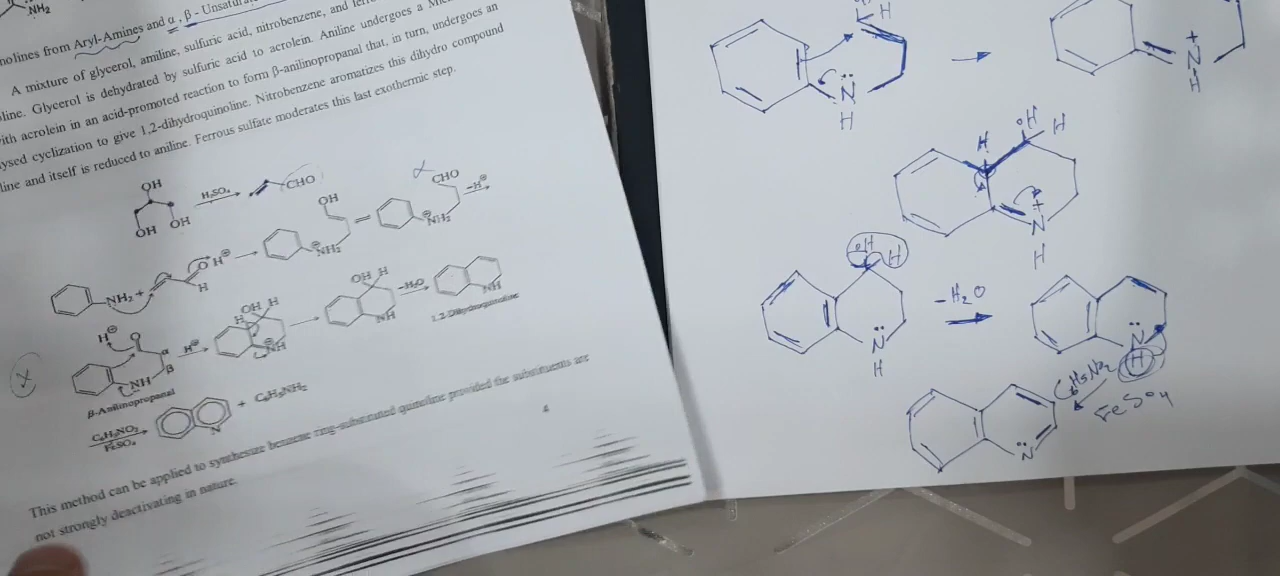 NH₂
nolines from Aryl-Amines and α, β - Unsatura
A mixture of glycerol, aniline, sulfuric acid, nitrobenzene, and
line. Glycerol is dehydrated by sulfuric acid to acrolein. Aniline undergoes a
ith acrolein in an acid-promoted reaction to form β-anilinopropanal that, in turn, undergoes an
ysed cyclization to give 1,2-dihydroquinoline. Nitrobenzene aromatizes this dihydro compound
line and itself is reduced to aniline. Ferrous sulfate moderates this last exothermic step.
OH
OH OH
H₂SO₄
CHO
α
OH
NH₂
CHO
NH₂
-H⊕
NH₂ +
O H⊕
H
H⊕
O
α
β
NH
β-Anilinopropanal
H⊕
OH H
H
NH
OH H
NH
-H₂O
NH
1,2-Dihydroquinoline
C₆H₅NO₂
FeSO₄
N
+ C₆H₅NH₂
4
This method can be applied to synthesize benzene ring-substituted quinoline provided the substituents are
not strongly deactivating in nature.
H
N
H
+
N
H
H
OH
H
+
N
H
OH
H
N
H
-H₂O
N
H
C₆H₅NO₂
FeSO₄
N